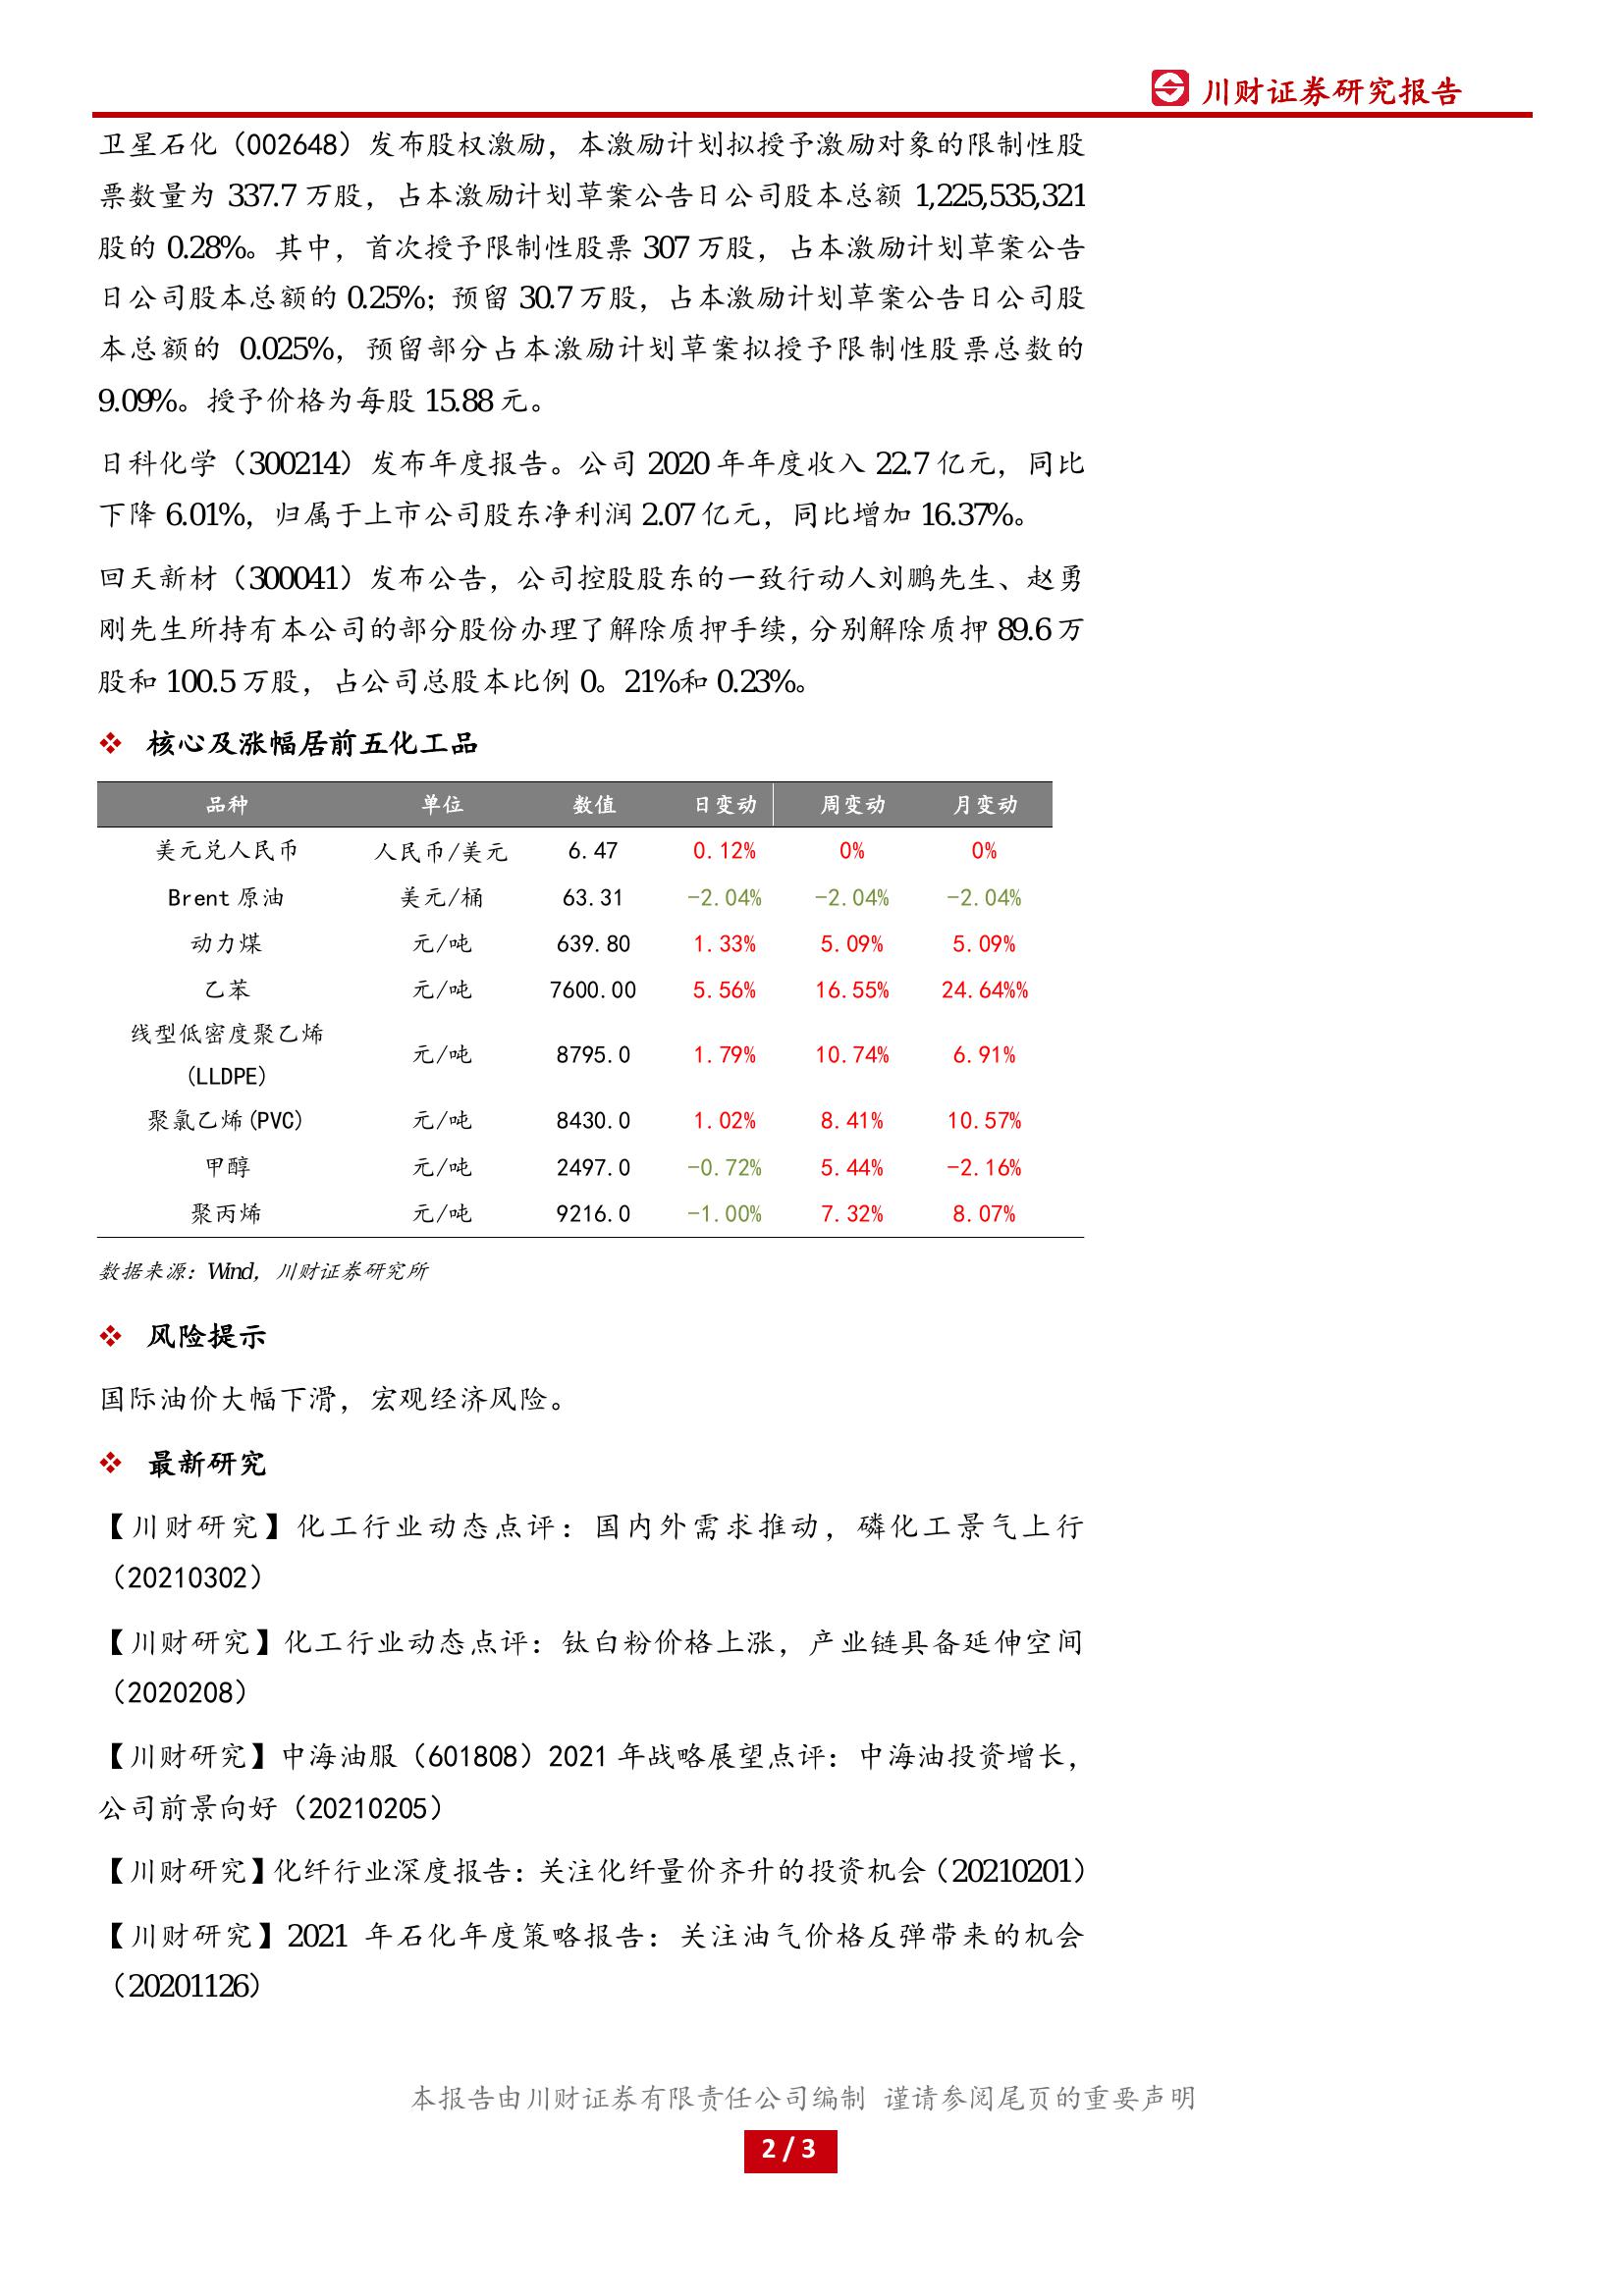 川财证券研究报告
卫星石化（002648）发布股权激励，本激励计划拟授予激励对象的限制性股
票数量为 337.7 万股，占本激励计划草案公告日公司股本总额 1,225,535,321
股的 0.28%。其中，首次授予限制性股票 307 万股，占本激励计划草案公告
日公司股本总额的 0.25%；预留 30.7 万股，占本激励计划草案公告日公司股
本总额的 0.025%，预留部分占本激励计划草案拟授予限制性股票总数的
9.09%。授予价格为每股 15.88 元。
日科化学（300214）发布年度报告。公司 2020 年年度收入 22.7 亿元，同比
下降 6.01%，归属于上市公司股东净利润 2.07 亿元，同比增加 16.37%。
回天新材（300041）发布公告，公司控股股东的一致行动人刘鹏先生、赵勇
刚先生所持有本公司的部分股份办理了解除质押手续，分别解除质押 89.6 万
股和 100.5 万股，占公司总股本比例 0。21%和 0.23%。
❖ 核心及涨幅居前五化工品
品种 单位 数值 日变动 周变动 月变动
美元兑人民币 人民币/美元 6.47 0.12% 0% 0%
Brent 原油 美元/桶 63.31 -2.04% -2.04% -2.04%
动力煤 元/吨 639.80 1.33% 5.09% 5.09%
乙苯 元/吨 7600.00 5.56% 16.55% 24.64%%
线型低密度聚乙烯
(LLDPE) 元/吨 8795.0 1.79% 10.74% 6.91%
聚氯乙烯(PVC) 元/吨 8430.0 1.02% 8.41% 10.57%
甲醇 元/吨 2497.0 -0.72% 5.44% -2.16%
聚丙烯 元/吨 9216.0 -1.00% 7.32% 8.07%
数据来源：Wind，川财证券研究所
❖ 风险提示
国际油价大幅下滑，宏观经济风险。
❖ 最新研究
【川财研究】化工行业动态点评：国内外需求推动，磷化工景气上行
（20210302）
【川财研究】化工行业动态点评：钛白粉价格上涨，产业链具备延伸空间
（2020208）
【川财研究】中海油服（601808）2021 年战略展望点评：中海油投资增长，
公司前景向好（20210205）
【川财研究】化纤行业深度报告：关注化纤量价齐升的投资机会（20210201）
【川财研究】2021 年石化年度策略报告：关注油气价格反弹带来的机会
（20201126）
本报告由川财证券有限责任公司编制 谨请参阅尾页的重要声明
2 / 3